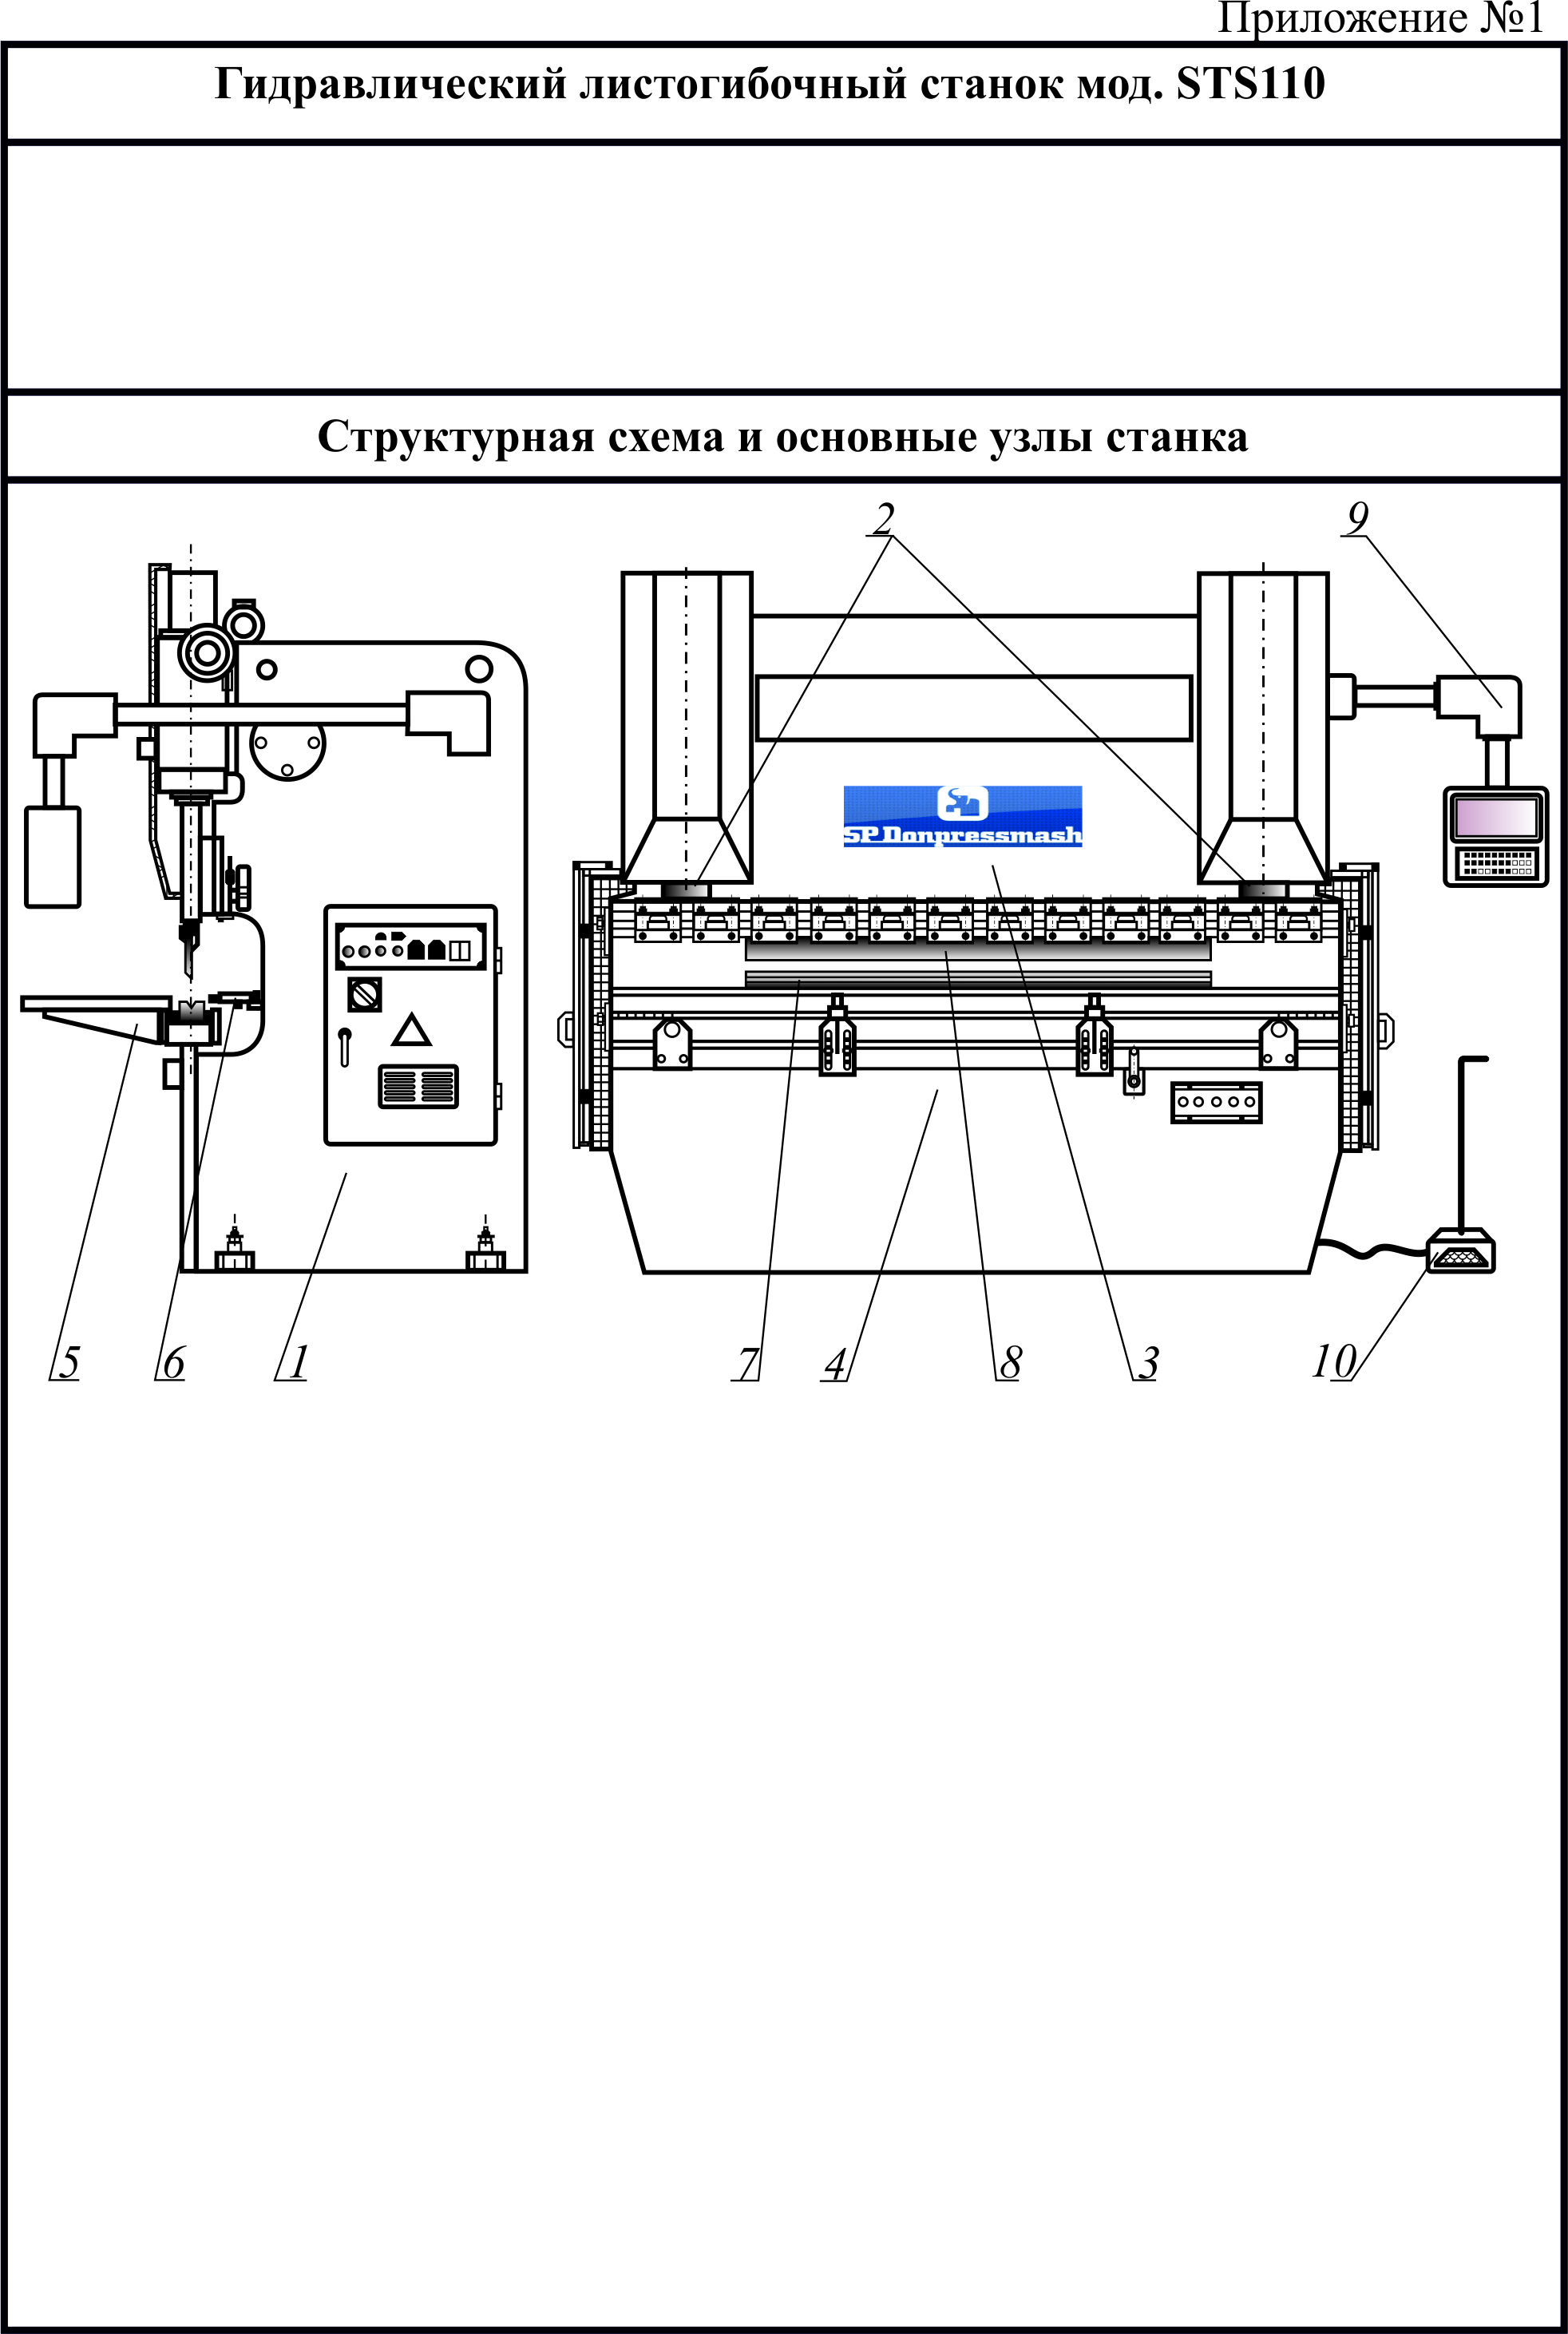 Приложение №1
Гидравлический листогибочный станок мод. STS110
Структурная схема и основные узлы станка
2
9
SP Donpressmash
5
6
1
7
4
8
3
10